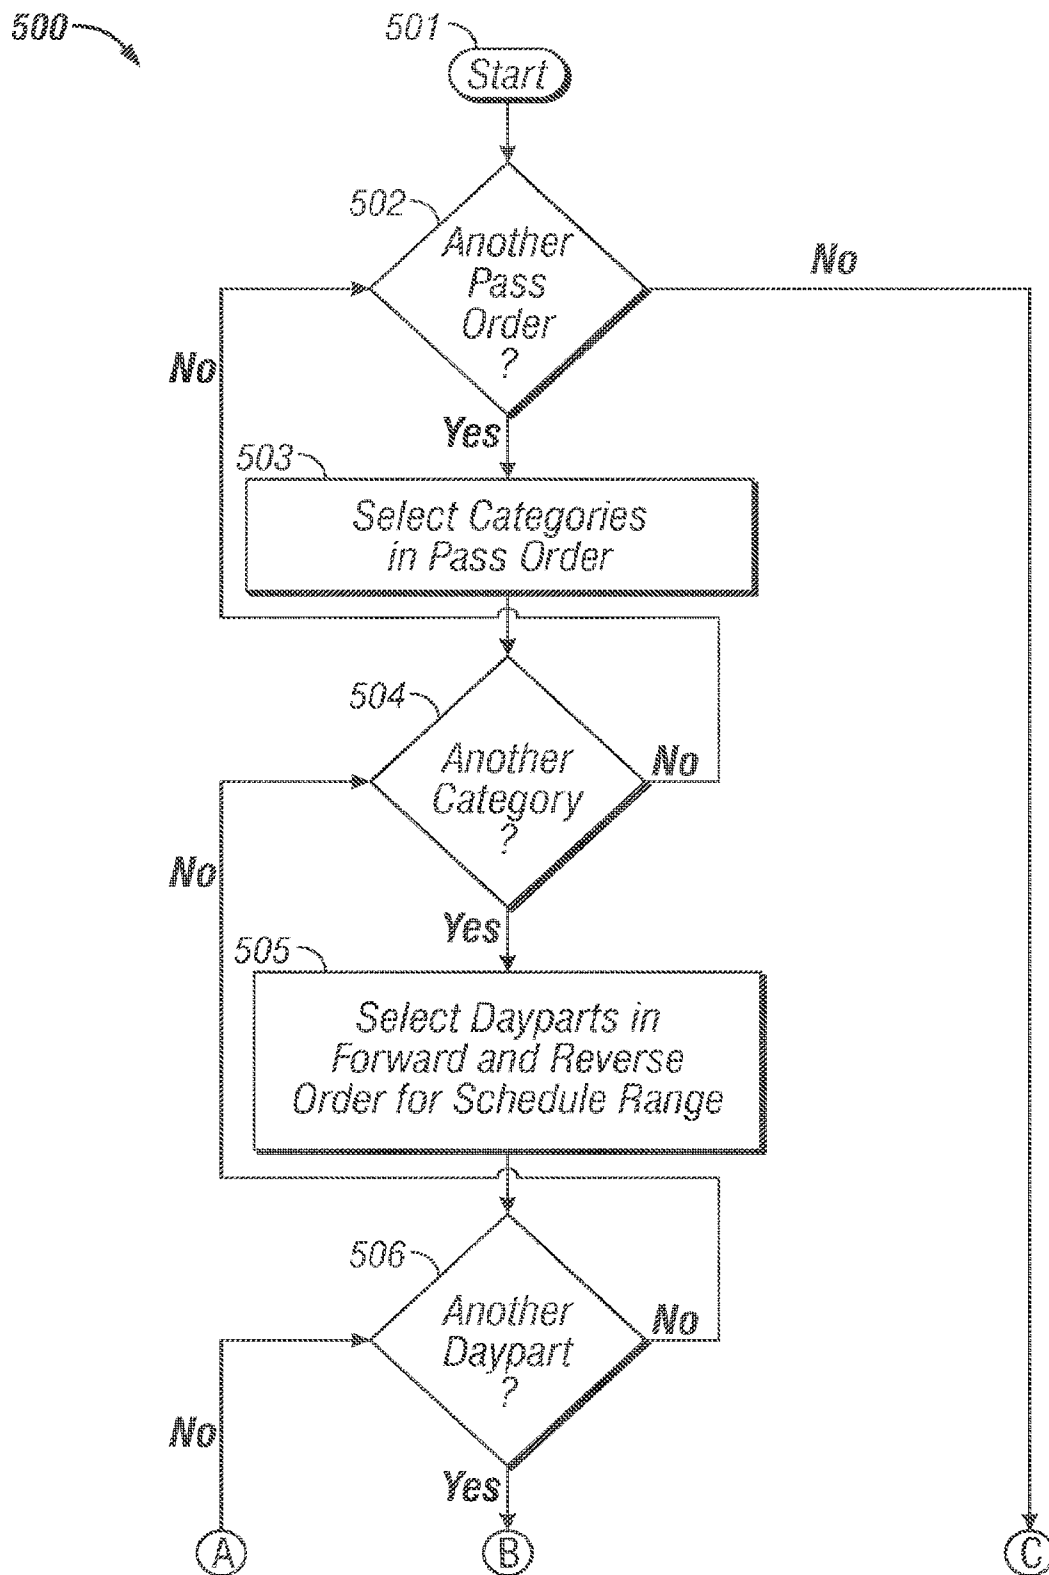 500
501
Start
502
Another
Pass
Order
?
No
No
Yes
503
Select Categories
in Pass Order
504
Another
Category
?
No
No
Yes
505
Select Dayparts in
Forward and Reverse
Order for Schedule Range
506
Another
Daypart
?
No
No
Yes
A
B
C